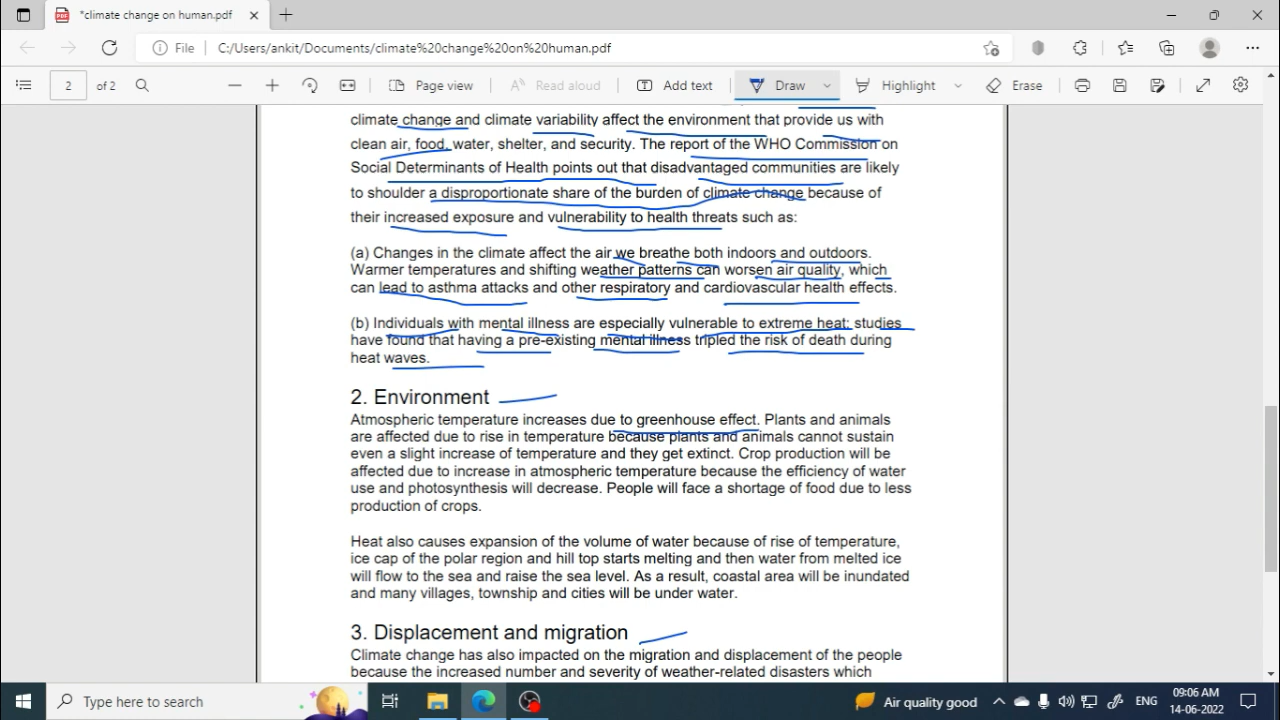 *climate change on human.pdf
File
C:/Users/ankit/Documents/climate%20change%20on%20human.pdf
2 of 2
Page view
Read aloud
Add text
Draw
Highlight
Erase
climate change and climate variability affect the environment that provide us with
clean air, food, water, shelter, and security. The report of the WHO Commission on
Social Determinants of Health points out that disadvantaged communities are likely
to shoulder a disproportionate share of the burden of climate change because of
their increased exposure and vulnerability to health threats such as:
(a) Changes in the climate affect the air we breathe both indoors and outdoors.
Warmer temperatures and shifting weather patterns can worsen air quality, which
can lead to asthma attacks and other respiratory and cardiovascular health effects.
(b) Individuals with mental illness are especially vulnerable to extreme heat; studies
have found that having a pre-existing mental illness tripled the risk of death during
heat waves.
2. Environment
Atmospheric temperature increases due to greenhouse effect. Plants and animals
are affected due to rise in temperature because plants and animals cannot sustain
even a slight increase of temperature and they get extinct. Crop production will be
affected due to increase in atmospheric temperature because the efficiency of water
use and photosynthesis will decrease. People will face a shortage of food due to less
production of crops.
Heat also causes expansion of the volume of water because of rise of temperature,
ice cap of the polar region and hill top starts melting and then water from melted ice
will flow to the sea and raise the sea level. As a result, coastal area will be inundated
and many villages, township and cities will be under water.
3. Displacement and migration
Climate change has also impacted on the migration and displacement of the people
because the increased number and severity of weather-related disasters which
Type here to search
Air quality good
ENG
09:06 AM
14-06-2022